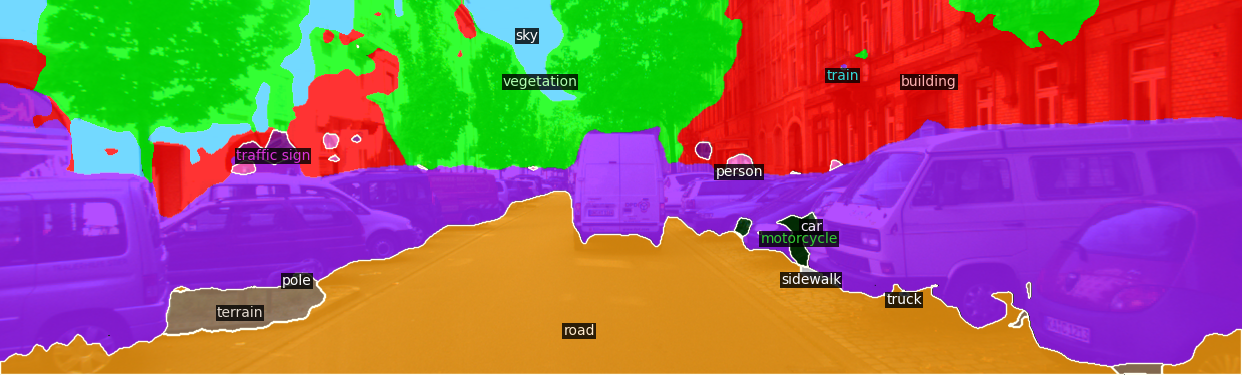 sky
vegetation
train
building
traffic sign
person
car
motorcycle
pole
sidewalk
terrain
truck
road